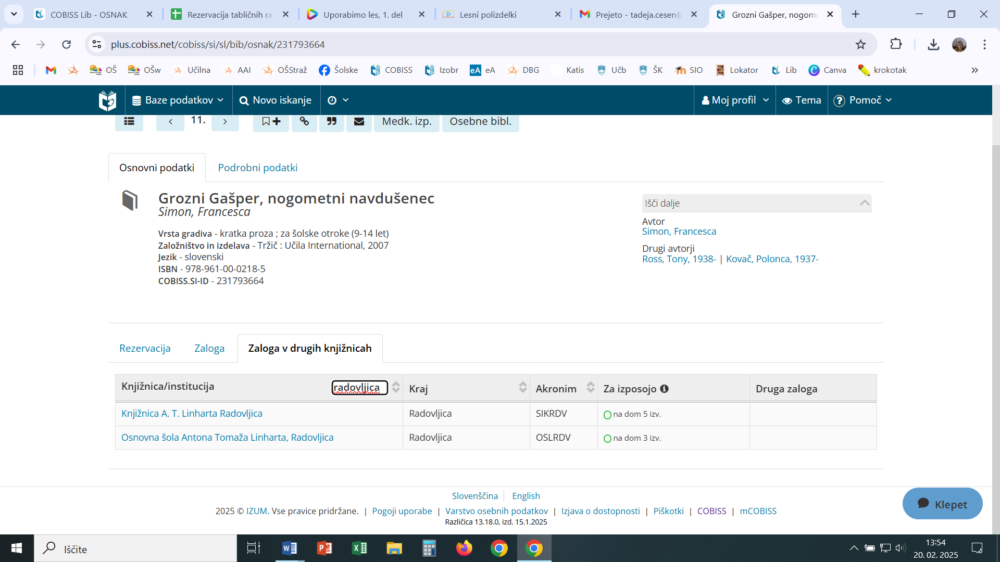 COBISS Lib - OSNAK
Rezervacija tabličnih ra
Uporabimo les, 1. del
Lesni polizdelki
Prejeto - tadeja.cesen@
Grozni Gašper, nogome
plus.cobiss.net/cobiss/si/sl/bib/osnak/231793664
OŠ OŠw Učilna AAI OŠStraž Šolske COBISS Izobr eA eA DBG Katis Učb ŠK SIO Lokator Lib Canva krokotak »
Baze podatkov Novo iskanje Moj profil Tema ? Pomoč
11. Medk. izp. Osebne bibl.
Osnovni podatki Podrobni podatki
Grozni Gašper, nogometni navdušenec
Simon, Francesca
Vrsta gradiva - kratka proza ; za šolske otroke (9-14 let)
Založništvo in izdelava - Tržič : Učila International, 2007
Jezik - slovenski
ISBN - 978-961-00-0218-5
COBISS.SI-ID - 231793664
Išči dalje
Avtor
Simon, Francesca
Drugi avtorji
Ross, Tony, 1938- | Kovač, Polonca, 1937-
Rezervacija Zaloga Zaloga v drugih knjižnicah
Knjižnica/institucija radovljica Kraj Akronim Za izposojo Druga zaloga
Knjižnica A. T. Linharta Radovljica Radovljica SIKRDV na dom 5 izv.
Osnovna šola Antona Tomaža Linharta, Radovljica Radovljica OSLRDV na dom 3 izv.
Slovenščina English
2025 © IZUM. Vse pravice pridržane. | Pogoji uporabe | Varstvo osebnih podatkov | Izjava o dostopnosti | Piškotki | COBISS | mCOBISS
Različica 13.18.0, izd. 15.1.2025
Klepet
Iščite
13:54
20. 02. 2025